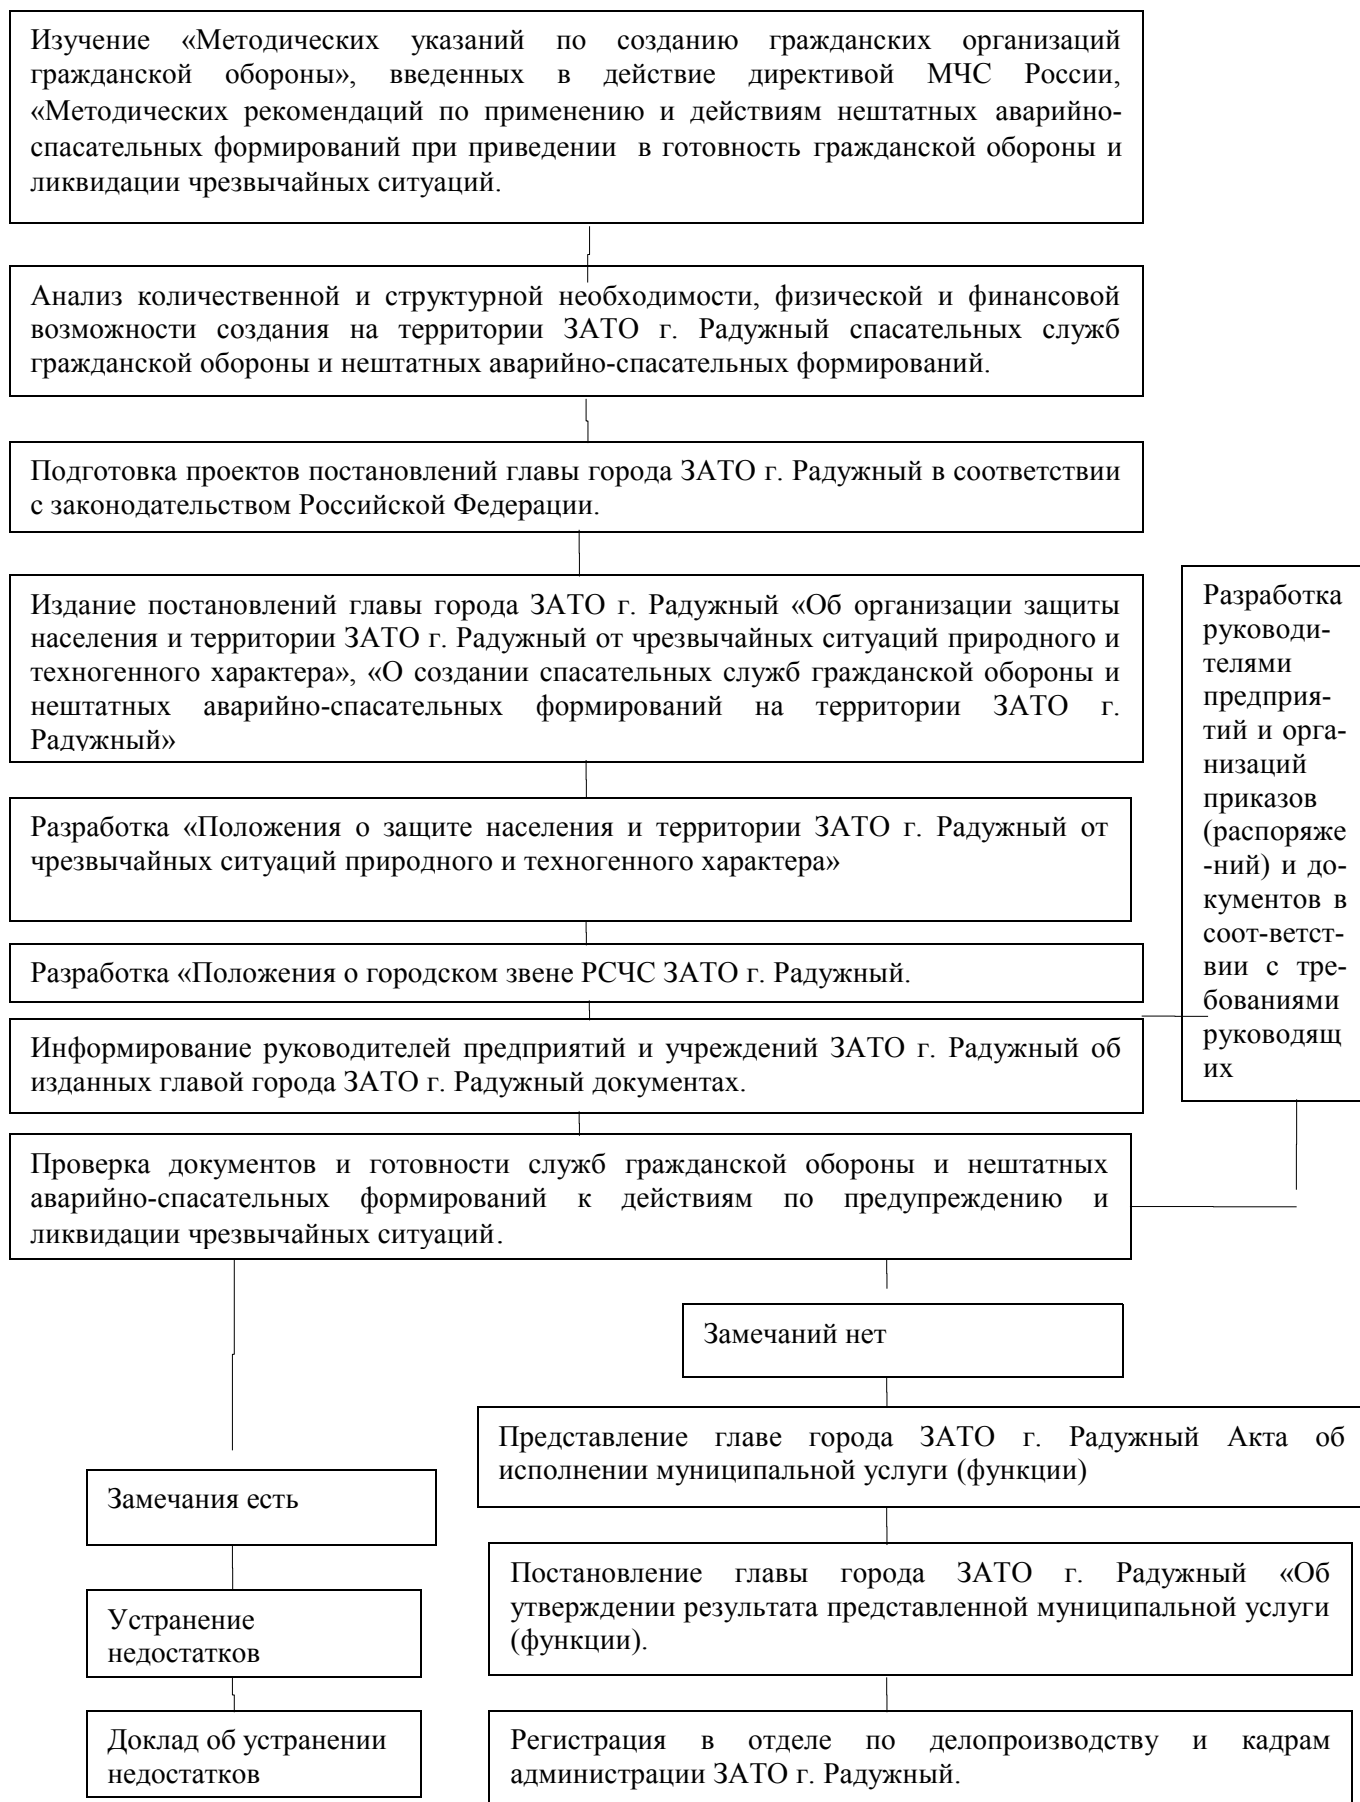 Изучение «Методических указаний по созданию гражданских организаций
гражданской обороны», введенных в действие директивой МЧС России,
«Методических рекомендаций по применению и действиям нештатных аварийно-
спасательных формирований при приведении в готовность гражданской обороны и
ликвидации чрезвычайных ситуаций.
Анализ количественной и структурной необходимости, физической и финансовой
возможности создания на территории ЗАТО г. Радужный спасательных служб
гражданской обороны и нештатных аварийно-спасательных формирований.
Подготовка проектов постановлений главы города ЗАТО г. Радужный в соответствии
с законодательством Российской Федерации.
Издание постановлений главы города ЗАТО г. Радужный «Об организации защиты
населения и территории ЗАТО г. Радужный от чрезвычайных ситуаций природного и
техногенного характера», «О создании спасательных служб гражданской обороны и
нештатных аварийно-спасательных формирований на территории ЗАТО г.
Радужный»
Разработка «Положения о защите населения и территории ЗАТО г. Радужный от
чрезвычайных ситуаций природного и техногенного характера»
Разработка «Положения о городском звене РСЧС ЗАТО г. Радужный.
Информирование руководителей предприятий и учреждений ЗАТО г. Радужный об
изданных главой города ЗАТО г. Радужный документах.
Разработка
руководи-
телями
предприя-
тий и орга-
низаций
приказов
(распоряже
-ний) и до-
кументов в
соот-ветст-
вии с тре-
бованиями
руководящ
их
Проверка документов и готовности служб гражданской обороны и нештатных
аварийно-спасательных формирований к действиям по предупреждению и
ликвидации чрезвычайных ситуаций.
Замечаний нет
Представление главе города ЗАТО г. Радужный Акта об
исполнении муниципальной услуги (функции)
Замечания есть
Постановление главы города ЗАТО г. Радужный «Об
утверждении результата представленной муниципальной услуги
(функции).
Устранение
недостатков
Доклад об устранении
недостатков
Регистрация в отделе по делопроизводству и кадрам
администрации ЗАТО г. Радужный.